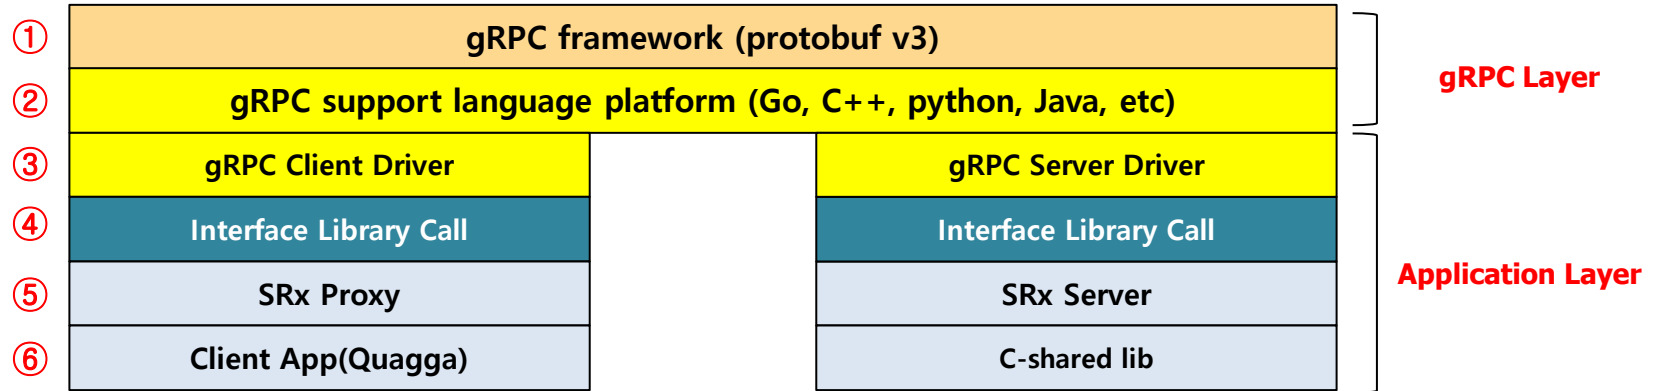 ① gRPC framework (protobuf v3)
gRPC Layer
② gRPC support language platform (Go, C++, python, Java, etc)
③ gRPC Client Driver gRPC Server Driver
④ Interface Library Call Interface Library Call
Application Layer
⑤ SRx Proxy SRx Server
⑥ Client App(Quagga) C-shared lib